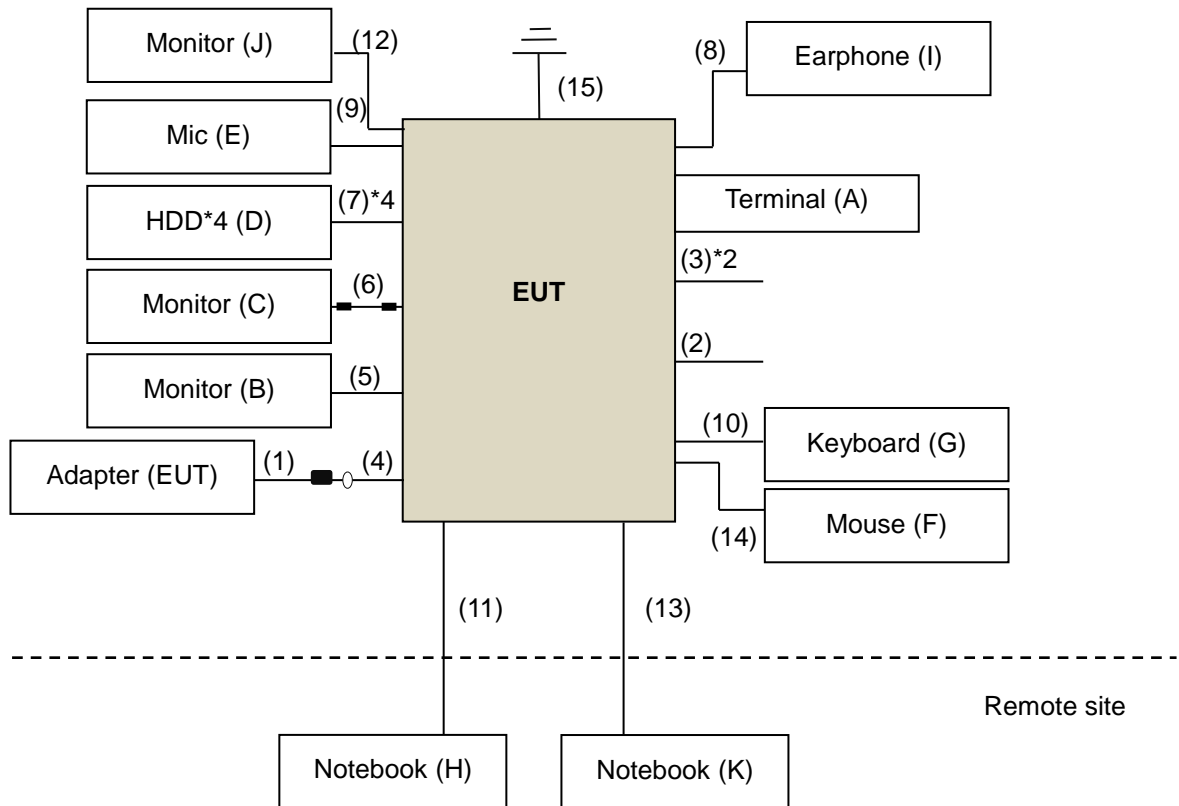 Monitor (J)
(12)
(8)
Earphone (I)
(15)
(9)
Mic (E)
HDD*4 (D)
(7)*4
Terminal (A)
(3)*2
Monitor (C)
(6)
EUT
(2)
Monitor (B)
(5)
(10)
Keyboard (G)
Adapter (EUT)
(1)
(4)
Mouse (F)
(14)
(11)
(13)
Remote site
Notebook (H)
Notebook (K)